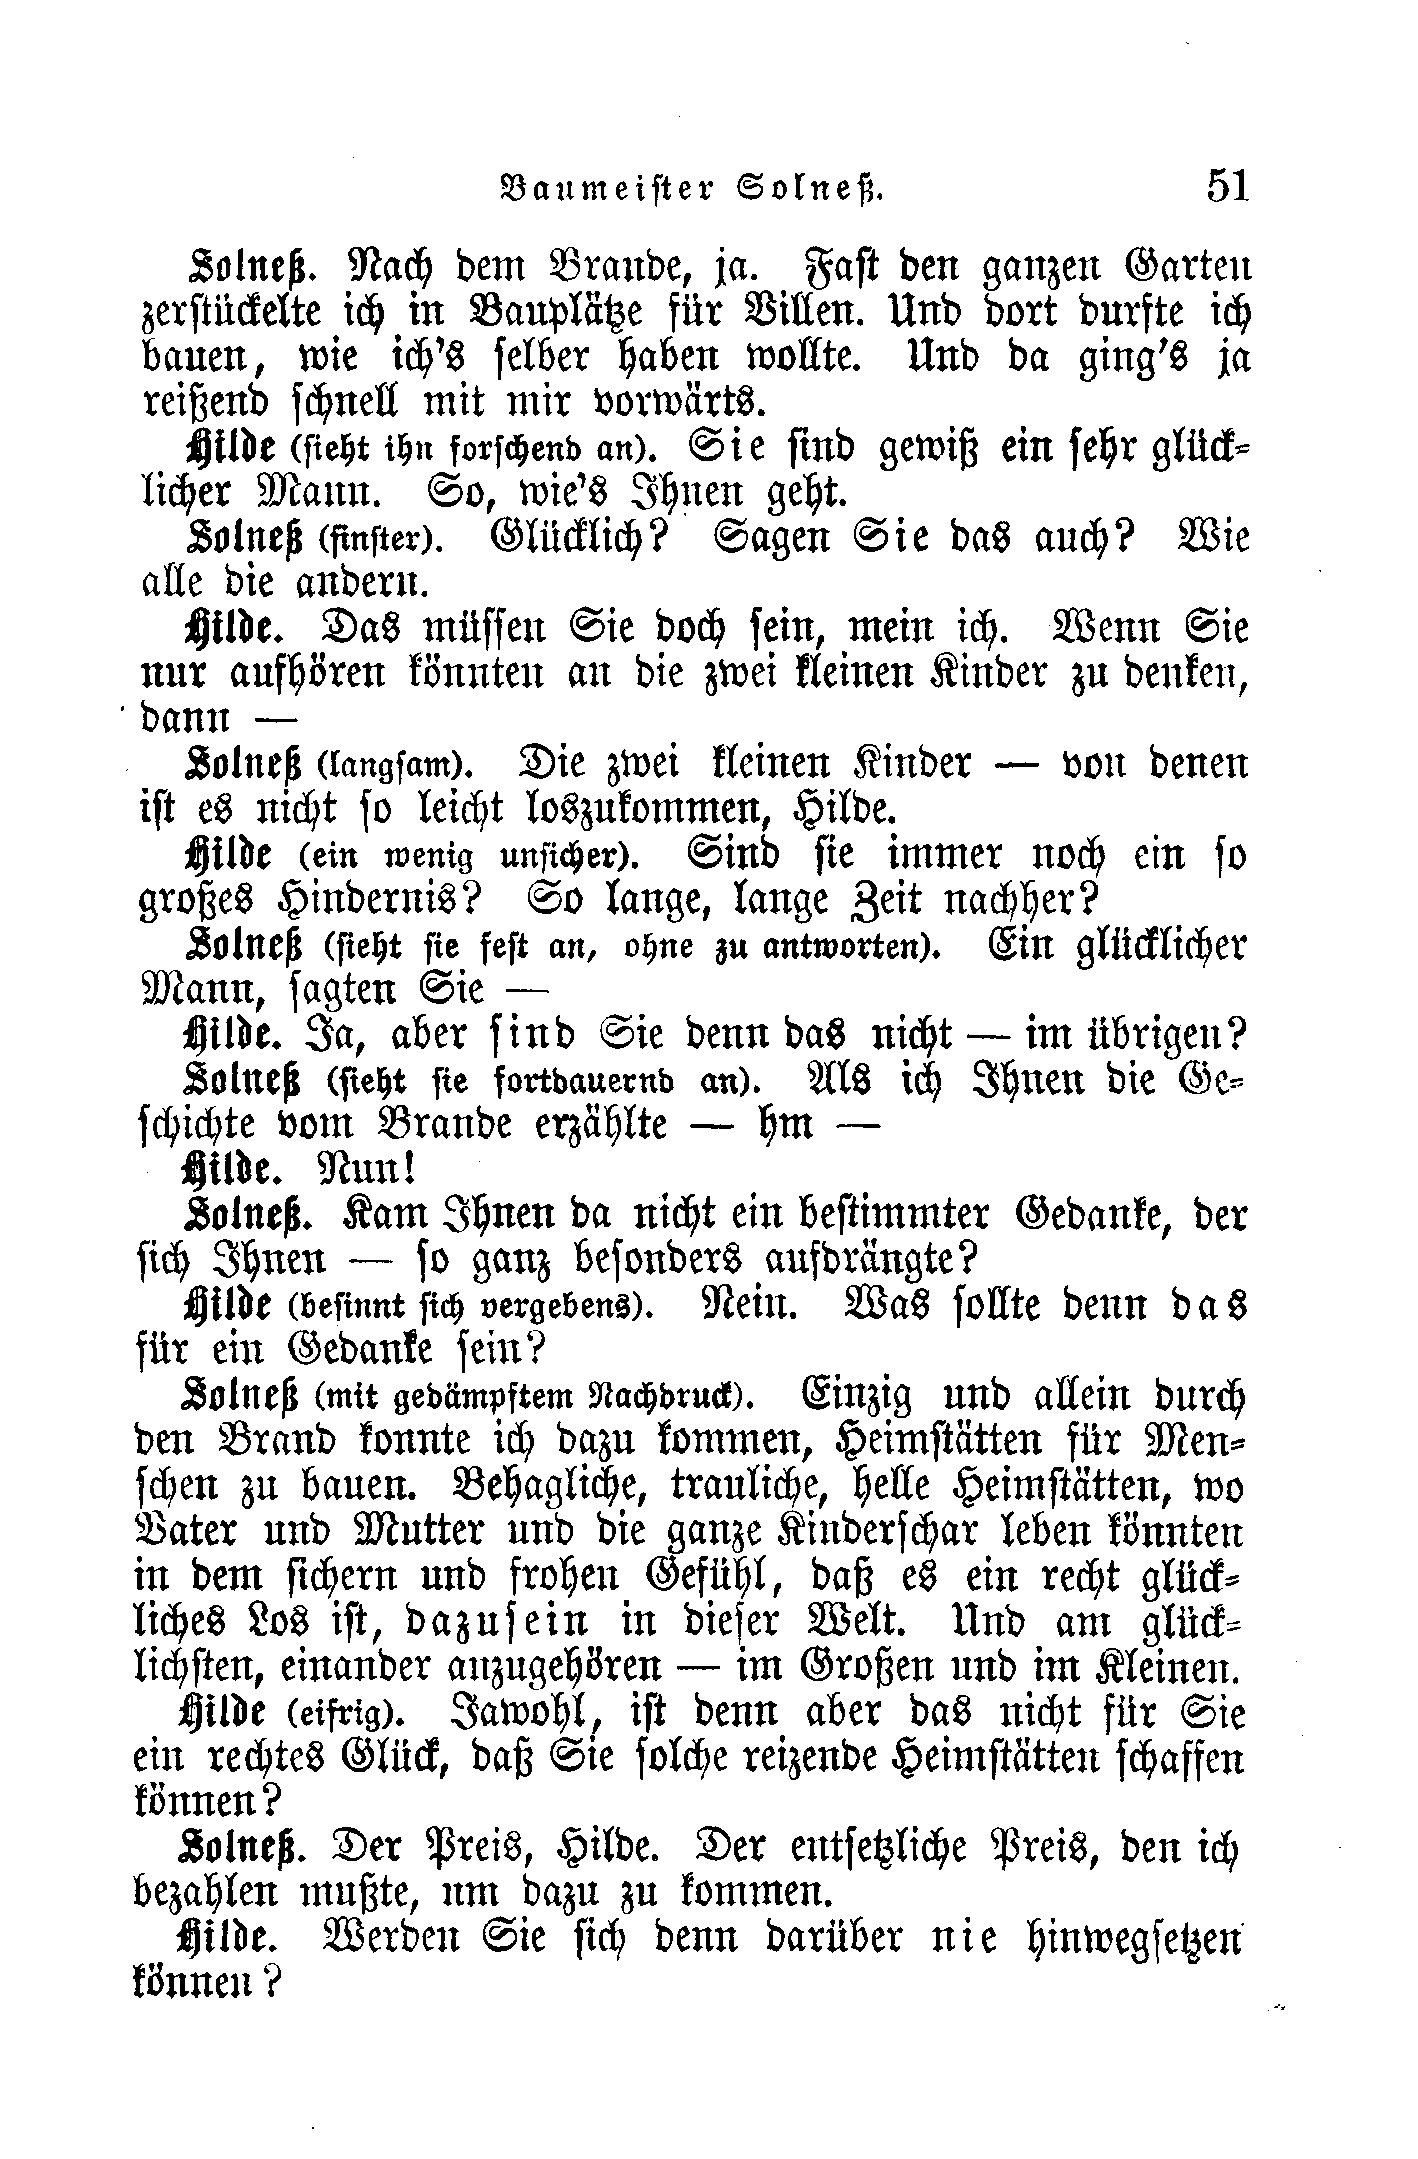 Baumeister Solneß. 51
Solneß. Nach dem Brande, ja. Fast den ganzen Garten
zerstückelte ich in Bauplätze für Villen. Und dort durfte ich
bauen, wie ich's selber haben wollte. Und da ging's ja
reißend schnell mit mir vorwärts.
Hilde (sieht ihn forschend an). Sie sind gewiß ein sehr glück-
licher Mann. So, wie's Ihnen geht.
Solneß (finster). Glücklich? Sagen Sie das auch? Wie
alle die andern.
Hilde. Das müssen Sie doch sein, mein ich. Wenn Sie
nur aufhören könnten an die zwei kleinen Kinder zu denken,
dann —
Solneß (langsam). Die zwei kleinen Kinder — von denen
ist es nicht so leicht loszukommen, Hilde.
Hilde (ein wenig unsicher). Sind sie immer noch ein so
großes Hindernis? So lange, lange Zeit nachher?
Solneß (sieht sie fest an, ohne zu antworten). Ein glücklicher
Mann, sagten Sie —
Hilde. Ja, aber sind Sie denn das nicht — im übrigen?
Solneß (sieht sie fortdauernd an). Als ich Ihnen die Ge-
schichte vom Brande erzählte — hm —
Hilde. Nun!
Solneß. Kam Ihnen da nicht ein bestimmter Gedanke, der
sich Ihnen — so ganz besonders aufdrängte?
Hilde (besinnt sich vergebens). Nein. Was sollte denn das
für ein Gedanke sein?
Solneß (mit gedämpftem Nachdruck). Einzig und allein durch
den Brand konnte ich dazu kommen, Heimstätten für Men-
schen zu bauen. Behagliche, trauliche, helle Heimstätten, wo
Vater und Mutter und die ganze Kinderschar leben könnten
in dem sichern und frohen Gefühl, daß es ein recht glück-
liches Los ist, dazusein in dieser Welt. Und am glück-
lichsten, einander anzugehören — im Großen und im Kleinen.
Hilde (eifrig). Jawohl, ist denn aber das nicht für Sie
ein rechtes Glück, daß Sie solche reizende Heimstätten schaffen
können?
Solneß. Der Preis, Hilde. Der entsetzliche Preis, den ich
bezahlen mußte, um dazu zu kommen.
Hilde. Werden Sie sich denn darüber nie hinwegsetzen
können?